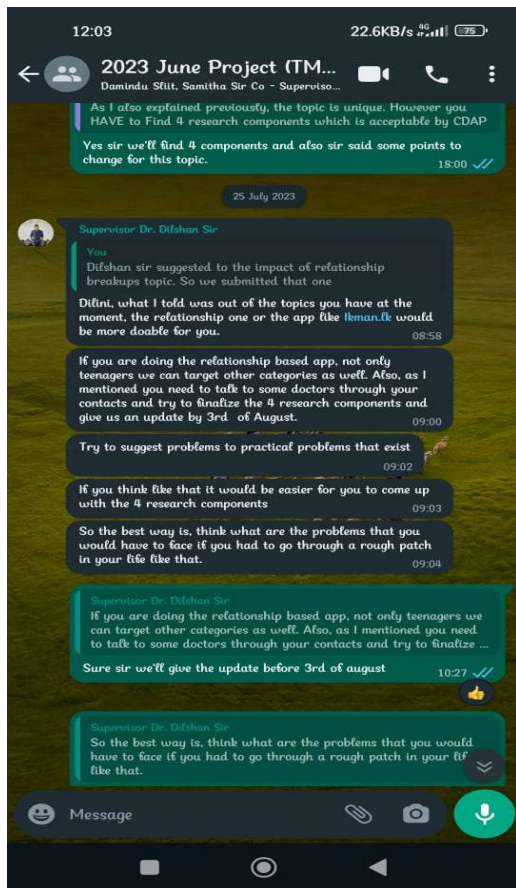 12:03
22.6KB/s 4G 75
2023 June Project (TM...
Damindu Sliit, Samitha Sir Co - Superviso...
As I also explained previously, the topic is unique. However you
HAVE to Find 4 research components which is acceptable by CDAP
Yes sir we'll find 4 components and also sir said some points to
change for this topic.
18:00
25 July 2023
Supervisor Dr. Dilshan Sir
You
Dilshan sir suggested to the impact of relationship
breakups topic. So we submitted that one
Dilini, what I told was out of the topics you have at the
moment, the relationship one or the app like Ikman.lk would
be more doable for you.
08:58
If you are doing the relationship based app, not only
teenagers we can target other categories as well. Also, as I
mentioned you need to talk to some doctors through your
contacts and try to finalize the 4 research components and
give us an update by 3rd of August.
09:00
Try to suggest problems to practical problems that exist
09:02
If you think like that it would be easier for you to come up
with the 4 research components
09:03
So the best way is, think what are the problems that you
would have to face if you had to go through a rough patch
in your life like that.
09:04
Supervisor Dr. Dilshan Sir
If you are doing the relationship based app, not only teenagers we
can target other categories as well. Also, as I mentioned you need
to talk to some doctors through your contacts and try to finalize ...
Sure sir we'll give the update before 3rd of august
10:27
Supervisor Dr. Dilshan Sir
So the best way is, think what are the problems that you would
have to face if you had to go through a rough patch in your lif
like that.
Message